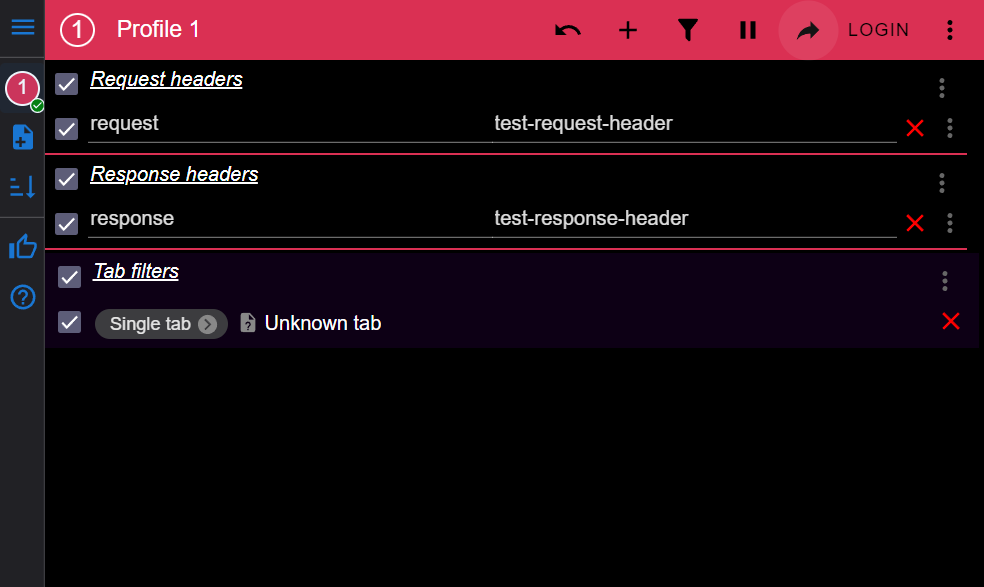 1 Profile 1 LOGIN
1
Request headers
request test-request-header
Response headers
response test-response-header
Tab filters
Single tab Unknown tab